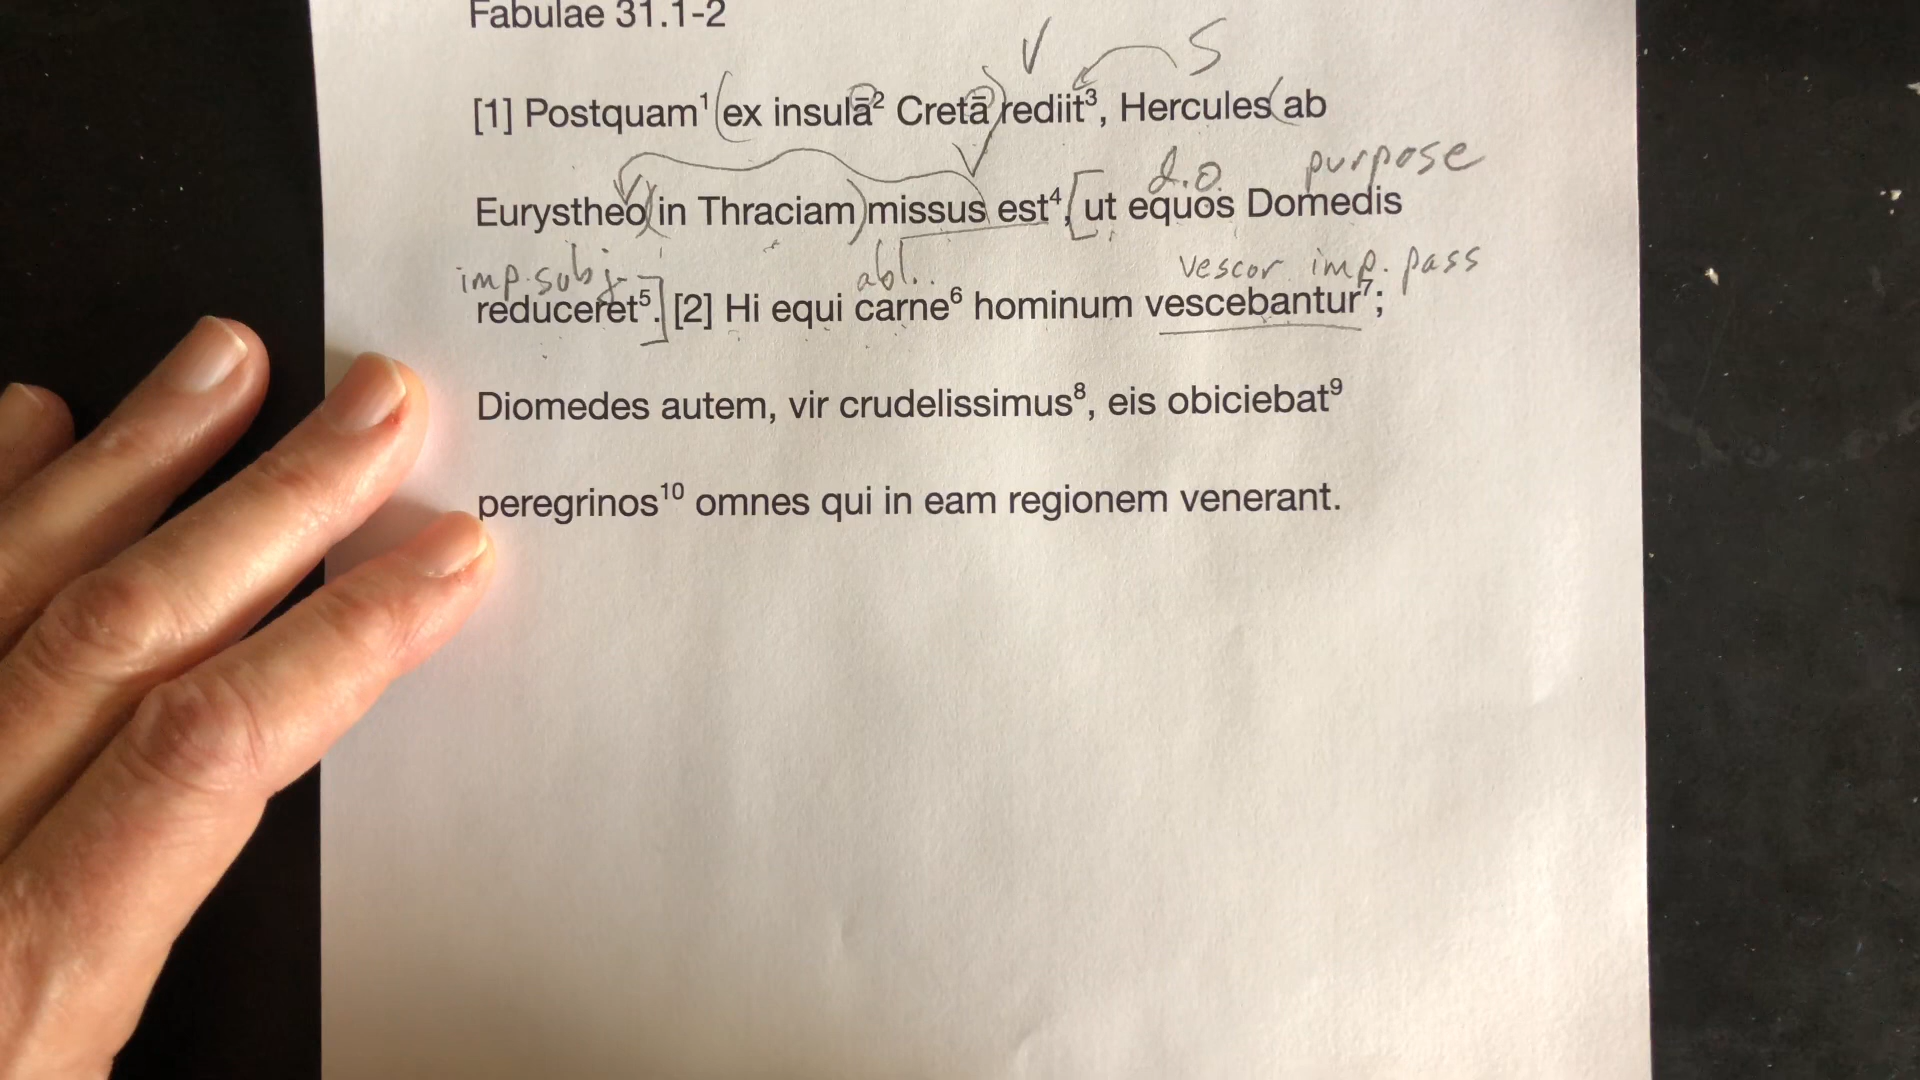 Fabulae 31.1-2
V S
[1] Postquam¹ (ex insulā² Cretā) rediit³, Hercules (ab
d.o. purpose
Eurystheo) (in Thraciam) missus est⁴, [ut equos Domedis
imp. subj. abl. vescor imp. pass
reduceret⁵.] [2] Hi equi carne⁶ hominum vescebantur⁷;
Diomedes autem, vir crudelissimus⁸, eis obiciebat⁹
peregrinos¹⁰ omnes qui in eam regionem venerant.